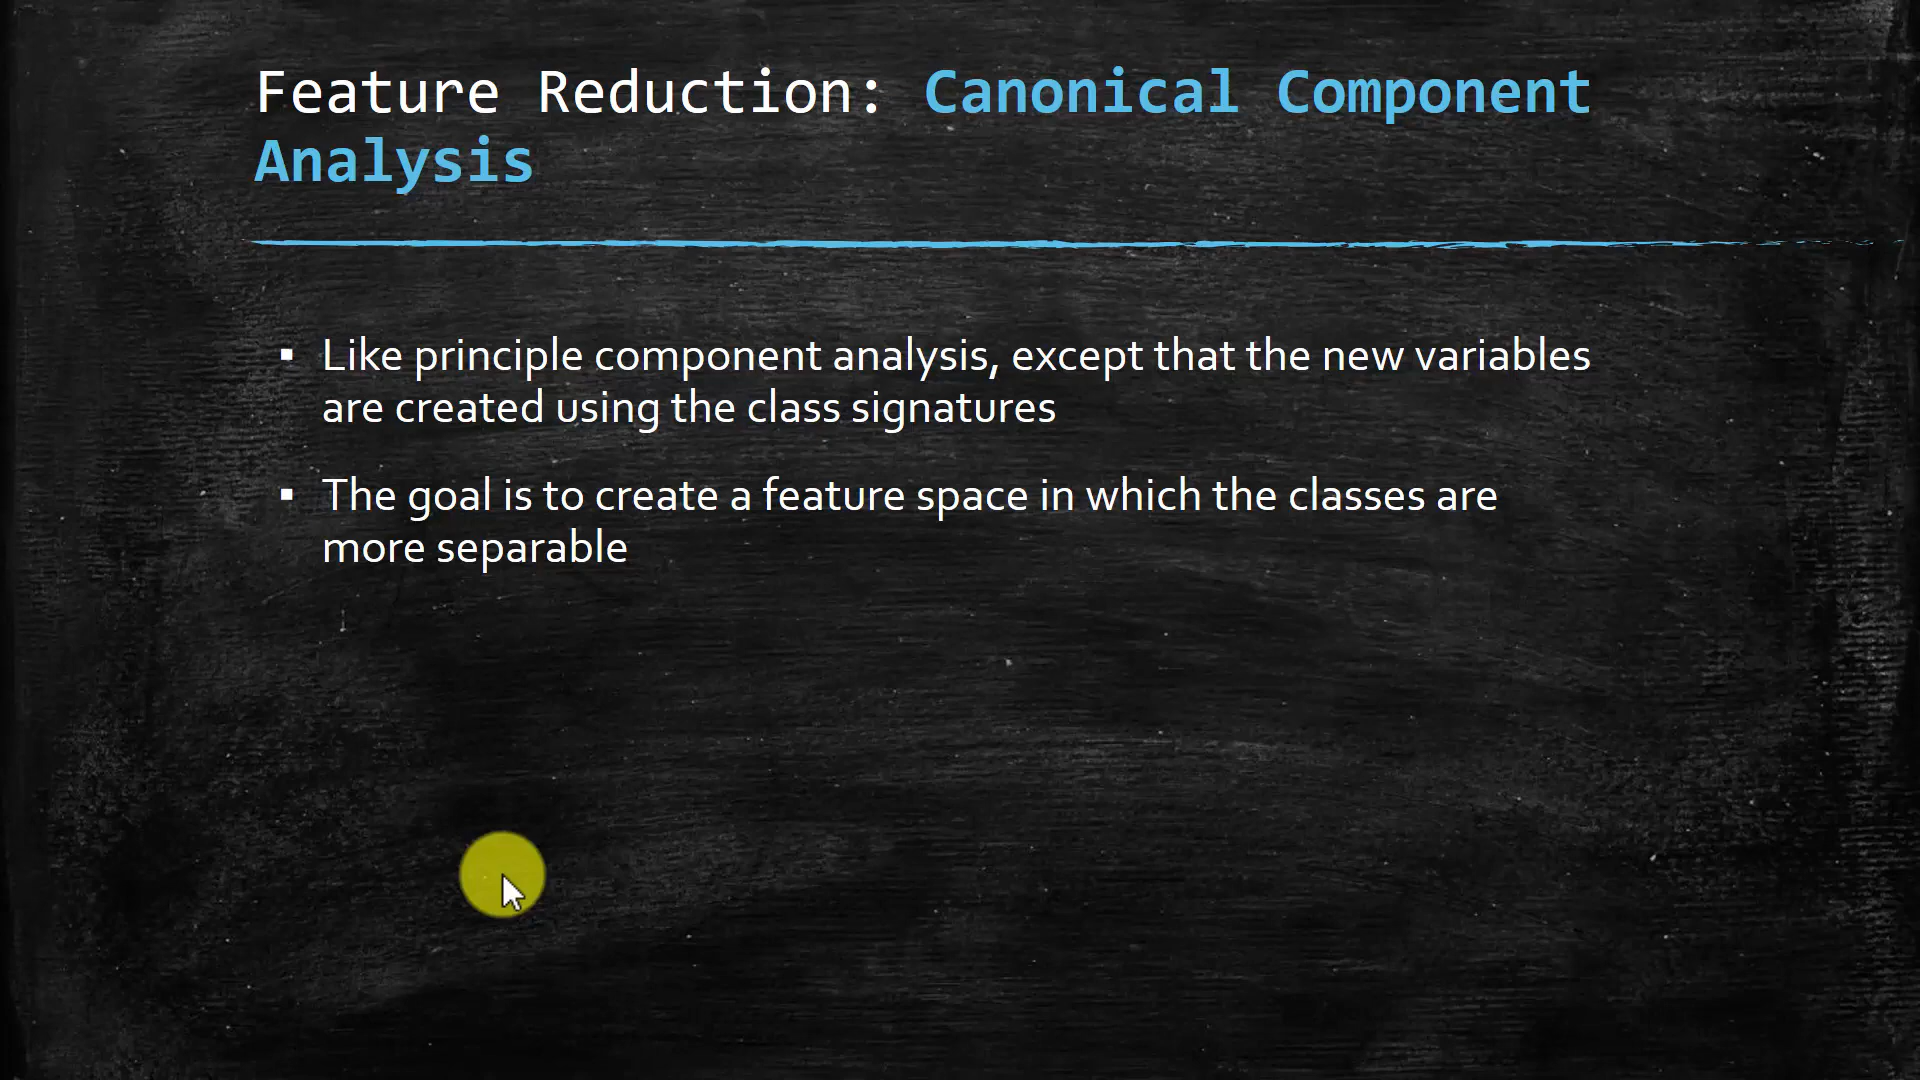 Feature Reduction: Canonical Component
Analysis
▪ Like principle component analysis, except that the new variables
are created using the class signatures
▪ The goal is to create a feature space in which the classes are
more separable